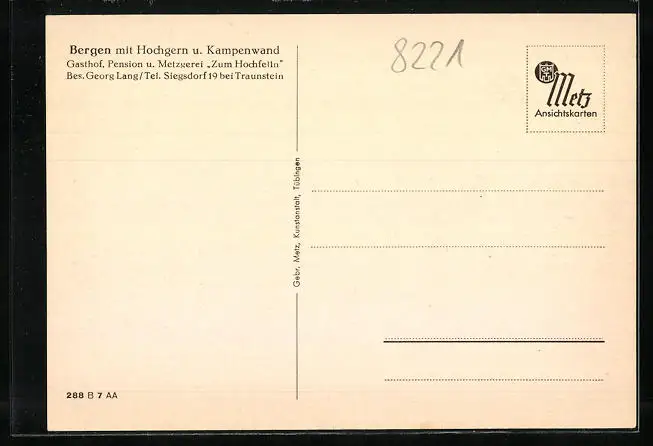 Bergen mit Hochgern u. Kampenwand
Gasthof, Pension u. Metzgerei „Zum Hochfelln"
Bes. Georg Lang/Tel. Siegsdorf 19 bei Traunstein
8221
Metz
Ansichtskarten
Gebr. Metz, Kunstanstalt, Tübingen
288 B 7 AA